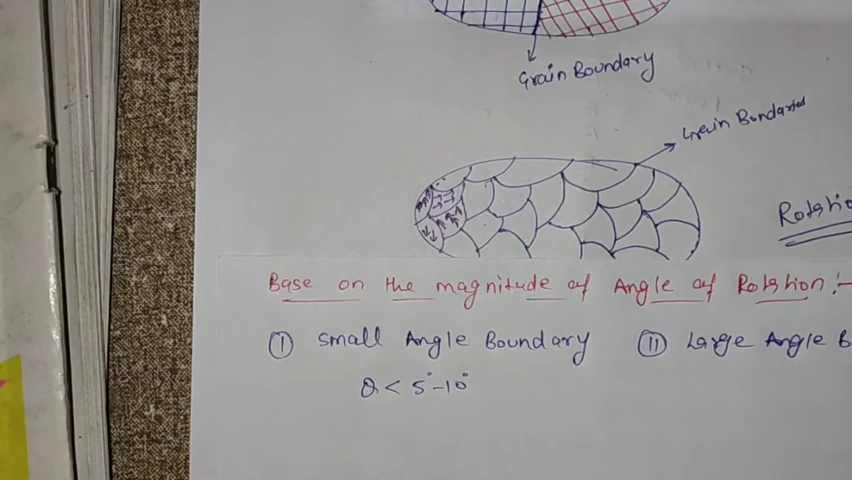 Grain Boundary
Grain Bondaries
Rotatio
Base on the magnitude of Angle of Rotation:-
(I) Small Angle Boundary (II) Large Angle B
θ < 5°-10°